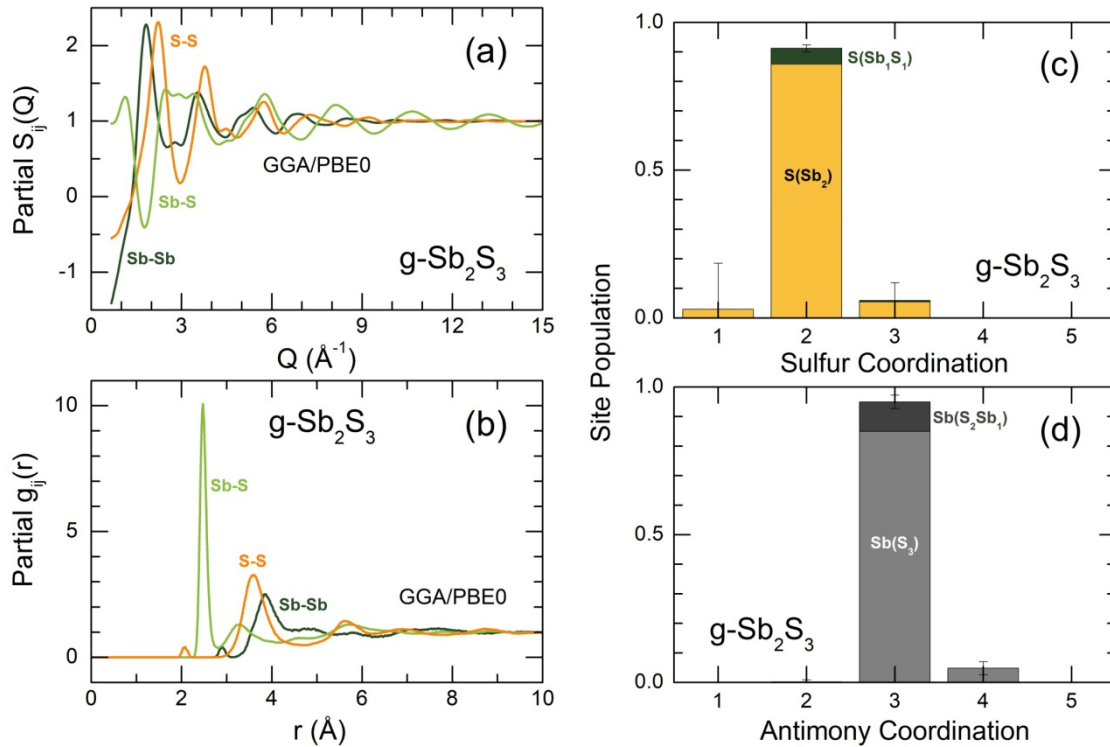 (a)
S-S
2
1
0
-1
Partial Sᵢⱼ(Q)
GGA/PBE0
Sb-S
Sb-Sb
g-Sb₂S₃
0 3 6 9 12 15
Q (Å⁻¹)
(b)
g-Sb₂S₃
10
5
0
Partial gᵢⱼ(r)
Sb-S
S-S
Sb-Sb
GGA/PBE0
0 2 4 6 8 10
r (Å)
Site Population
(c)
1.0
0.5
0.0
S(Sb₁S₁)
S(Sb₂)
g-Sb₂S₃
1 2 3 4 5
Sulfur Coordination
(d)
1.0
0.5
0.0
Sb(S₂Sb₁)
Sb(S₃)
g-Sb₂S₃
1 2 3 4 5
Antimony Coordination